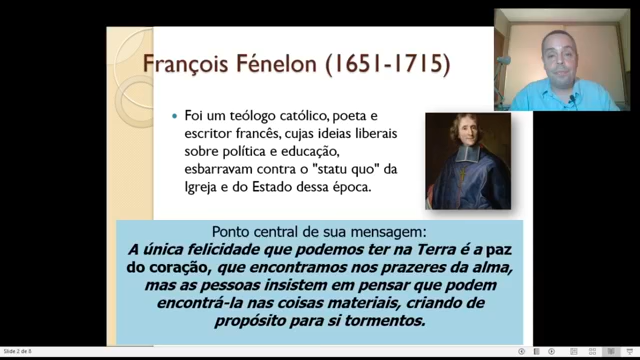 François Fénelon (1651-1715)
Foi um teólogo católico, poeta e
escritor francês, cujas ideias liberais
sobre política e educação,
esbarravam contra o "statu quo" da
Igreja e do Estado dessa época.
Ponto central de sua mensagem:
A única felicidade que podemos ter na Terra é a paz
do coração, que encontramos nos prazeres da alma,
mas as pessoas insistem em pensar que podem
encontrá-la nas coisas materiais, criando de
propósito para si tormentos.
Slide 2 de 6